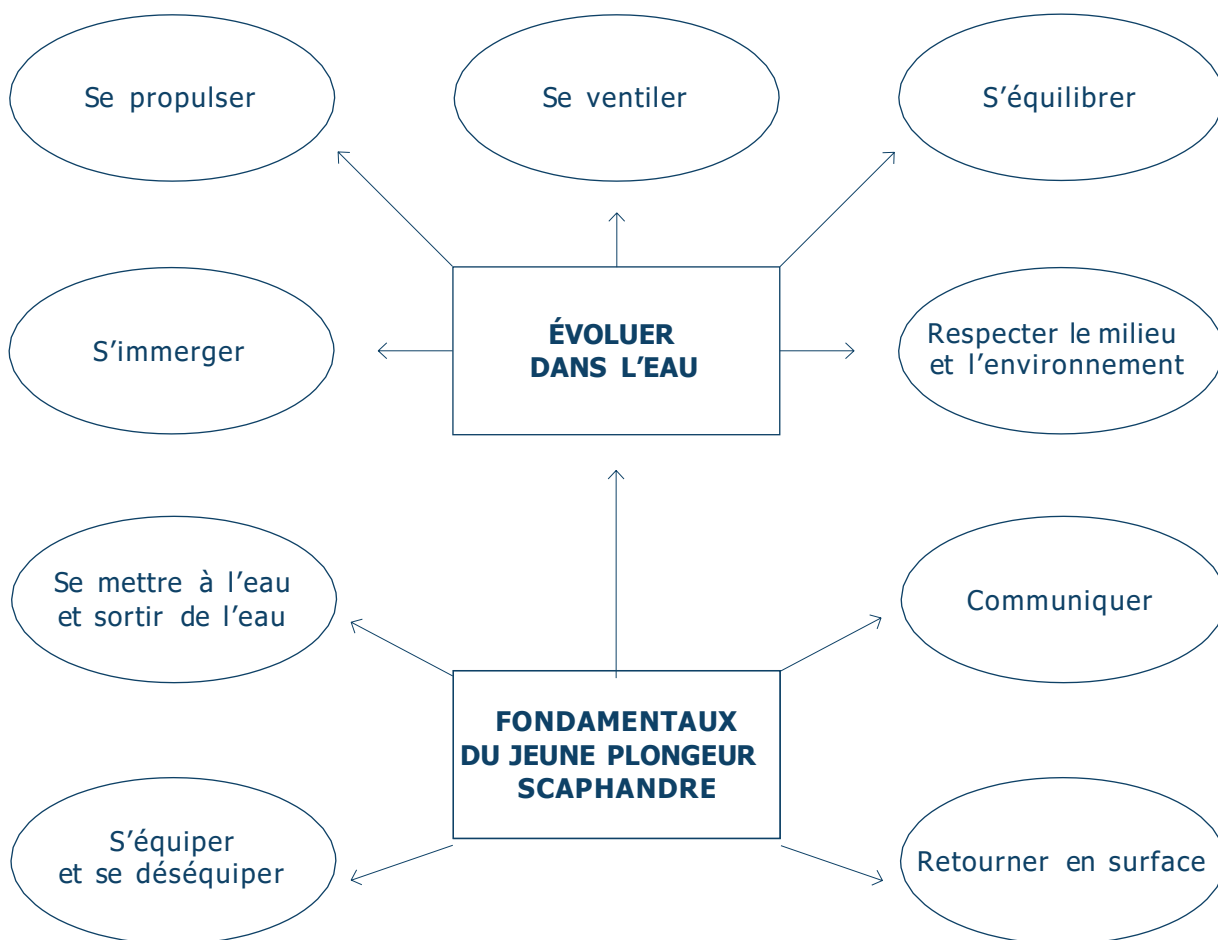 Se propulser
Se ventiler
S'équilibrer
S'immerger
ÉVOLUER
DANS L'EAU
Respecter le milieu
et l'environnement
Se mettre à l'eau
et sortir de l'eau
Communiquer
FONDAMENTAUX
DU JEUNE PLONGEUR
SCAPHANDRE
S'équiper
et se déséquiper
Retourner en surface